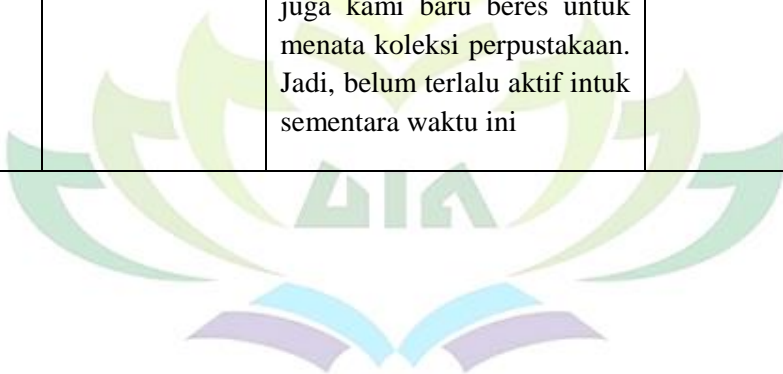 juga kami baru beres untuk
menata koleksi perpustakaan.
Jadi, belum terlalu aktif intuk
sementara waktu ini